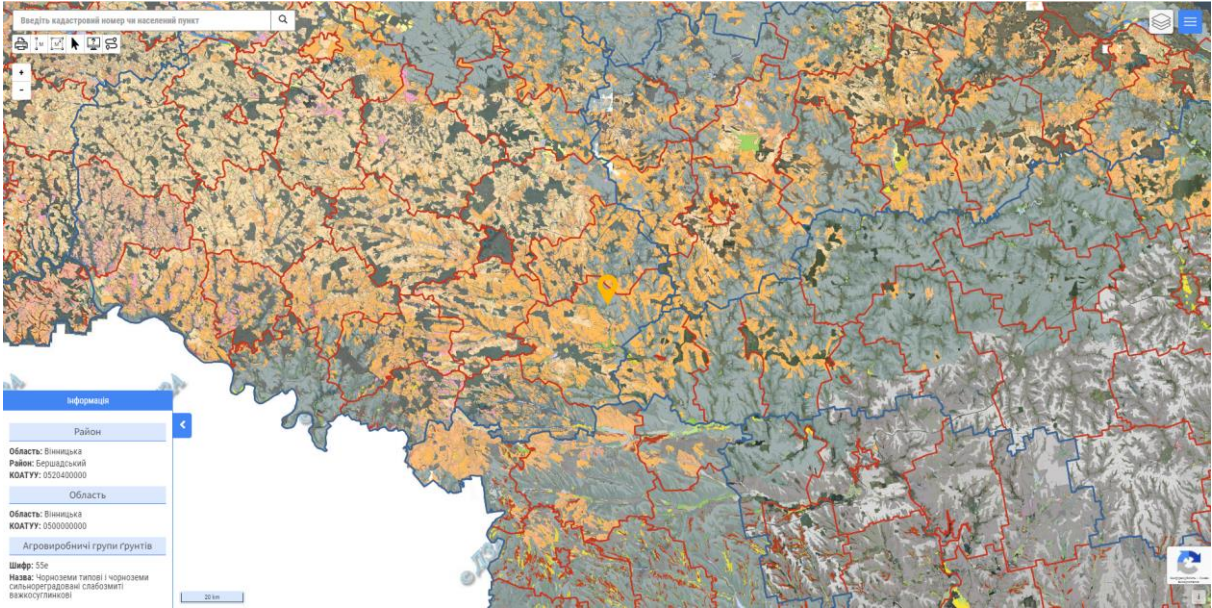 Введіть кадастровий номер чи населений пункт
+
-
Інформація
Район
Область: Вінницька
Район: Бершадський
КОАТУУ: 0520400000
Область
Область: Вінницька
КОАТУУ: 0500000000
Агровиробничі групи ґрунтів
Шифр: 55е
Назва: Чорноземи типові і чорноземи
сильнореградовані слабозмиті
важкосуглинкові
20 km